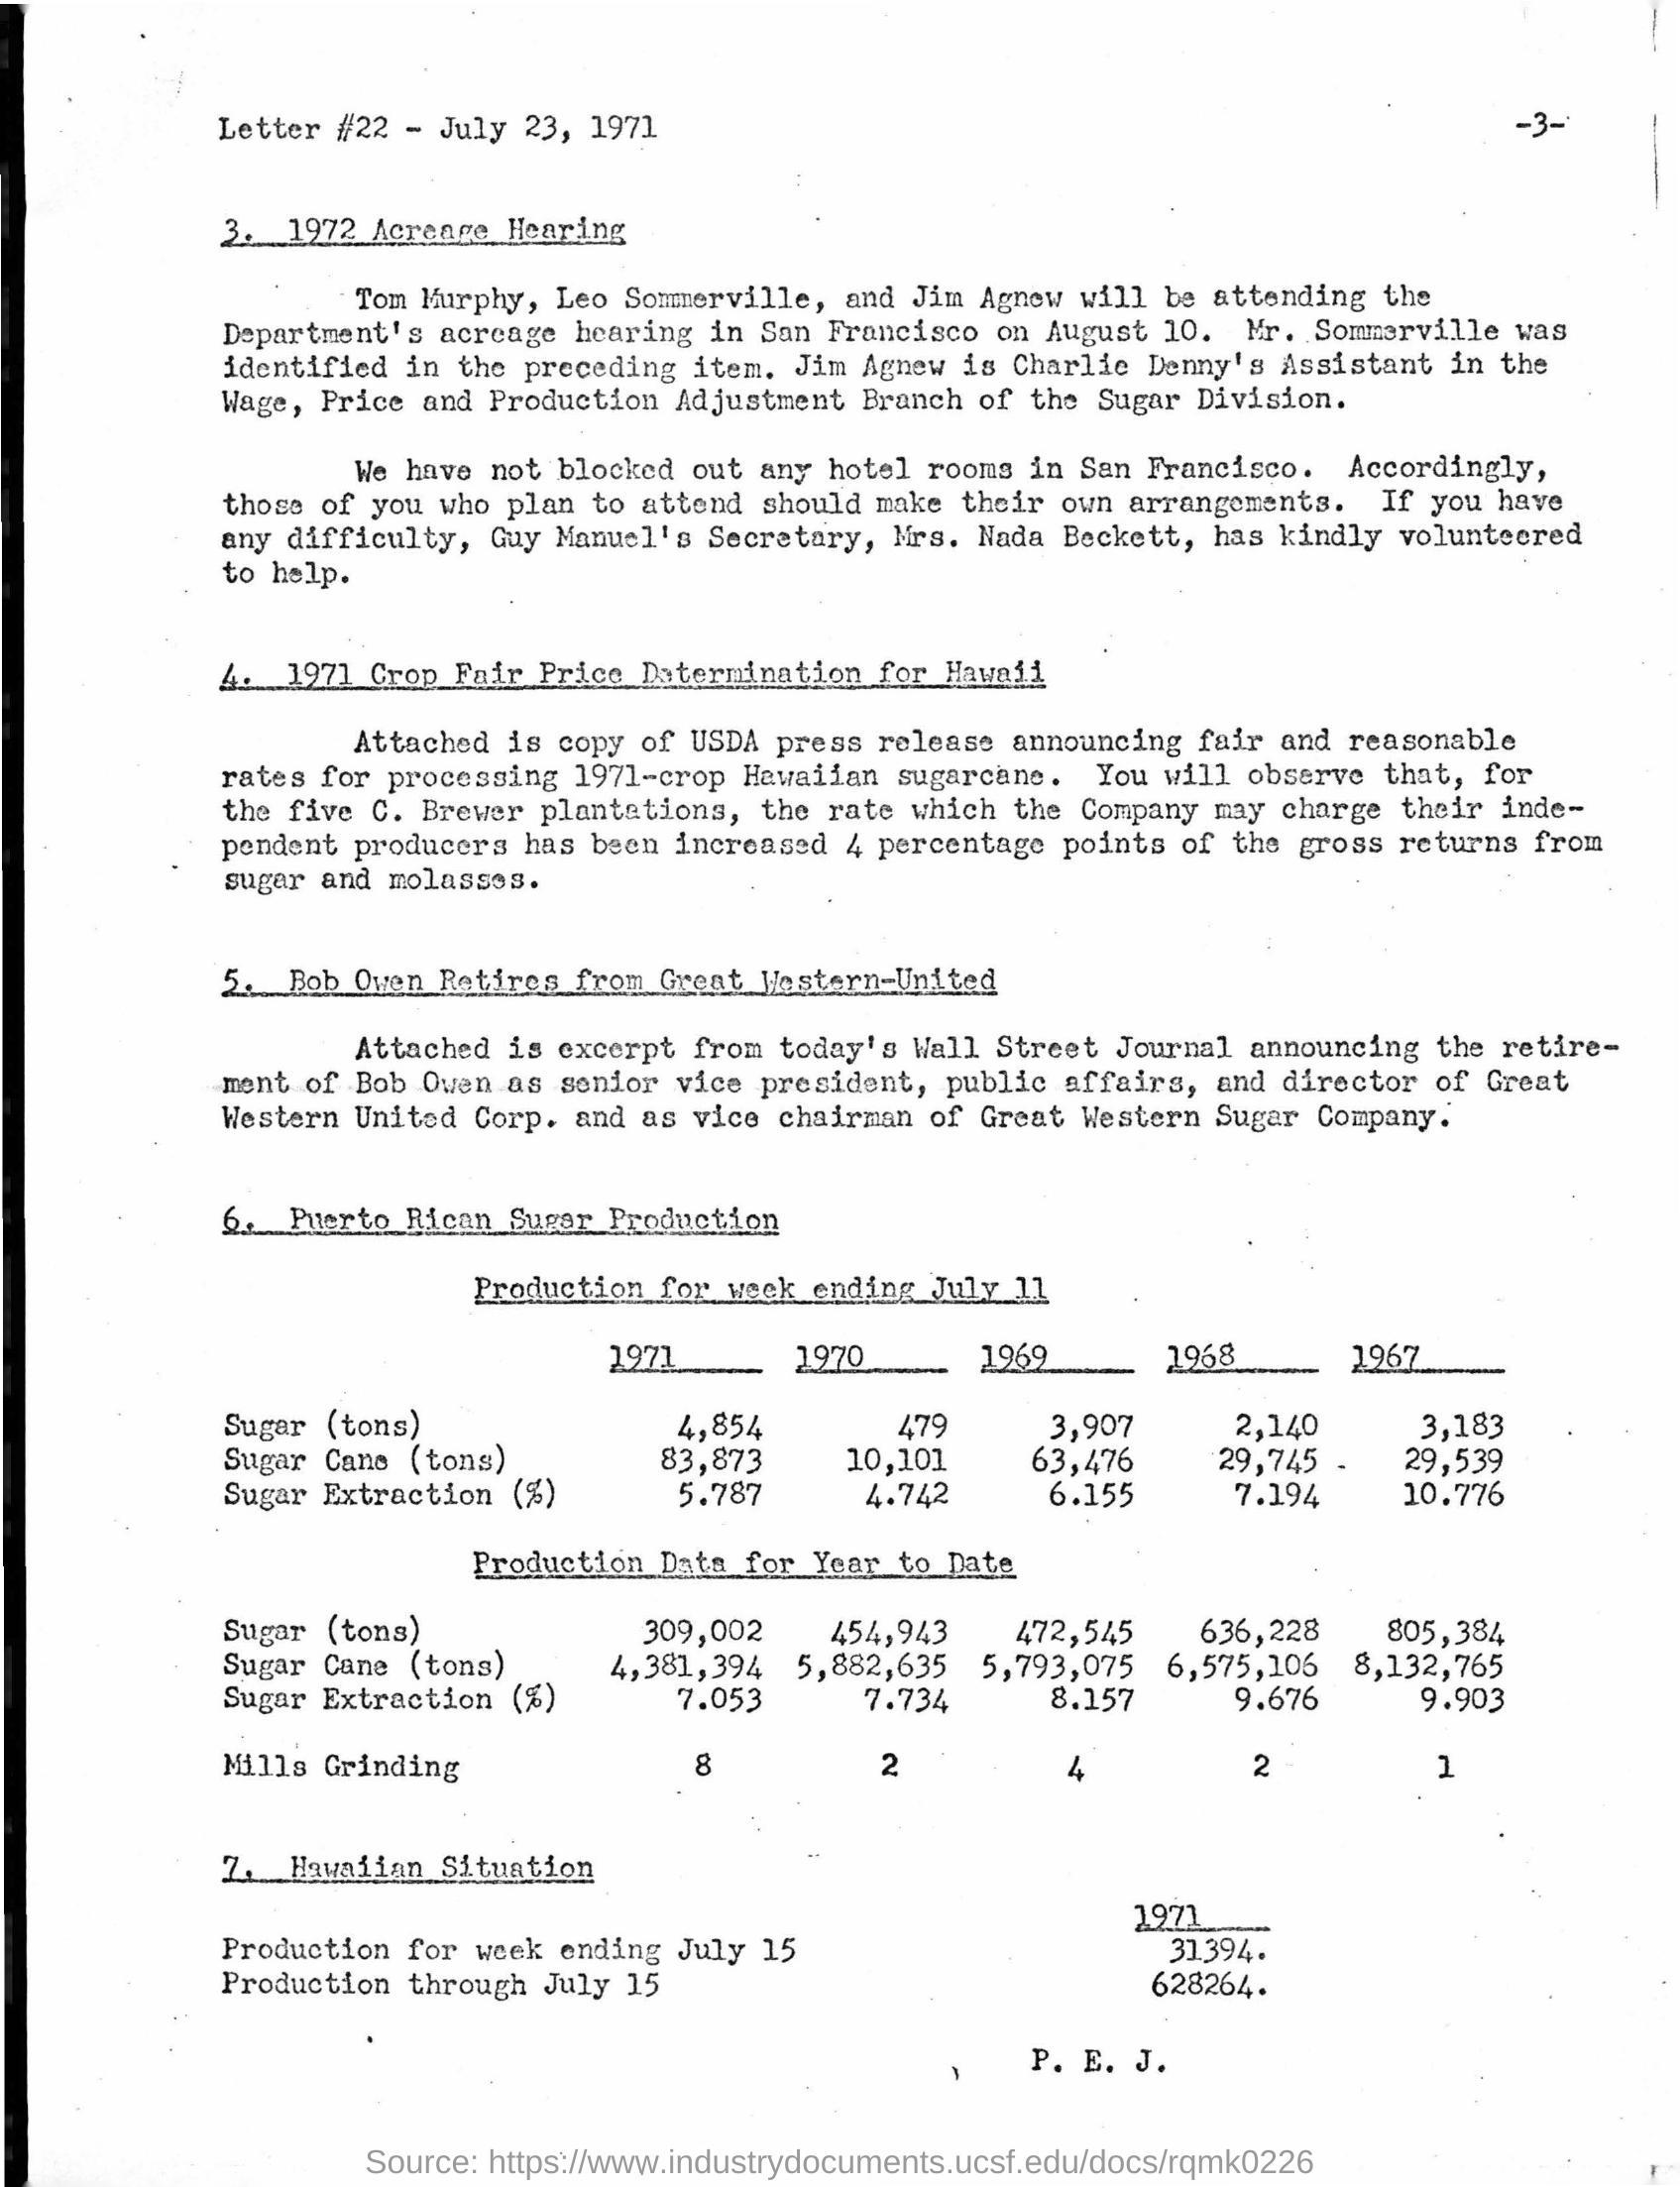 Letter #22 - July 23, 1971 -3-
3. 1972 Acreage Hearing
Tom Murphy, Leo Sommerville, and Jim Agnew will be attending the
Department's acreage hearing in San Francisco on August 10. Mr. Sommerville was
identified in the preceding item. Jim Agnew is Charlie Denny's Assistant in the
Wage, Price and Production Adjustment Branch of the Sugar Division.
We have not blocked out any hotel rooms in San Francisco. Accordingly,
those of you who plan to attend should make their own arrangements. If you have
any difficulty, Guy Manuel's Secretary, Mrs. Nada Beckett, has kindly volunteered
to help.
4. 1971 Crop Fair Price Determination for Hawaii
Attached is copy of USDA press release announcing fair and reasonable
rates for processing 1971-crop Hawaiian sugarcane. You will observe that, for
the five C. Brewer plantations, the rate which the Company may charge their inde-
pendent producers has been increased 4 percentage points of the gross returns from
sugar and molasses.
5. Bob Owen Retires from Great Western-United
Attached is excerpt from today's Wall Street Journal announcing the retire-
ment of Bob Owen as senior vice president, public affairs, and director of Great
Western United Corp. and as vice chairman of Great Western Sugar Company.
6. Puerto Rican Sugar Production
Production for week ending July 11
1971 1970 1969 1968 1967
Sugar (tons) 4,854 479 3,907 2,140 3,183
Sugar Cane (tons) 83,873 10,101 63,476 29,745 29,539
Sugar Extraction (%) 5.787 4.742 6.155 7.194 10.776
Production Data for Year to Date
Sugar (tons) 309,002 454,943 472,545 636,228 805,384
Sugar Cane (tons) 4,381,394 5,882,635 5,793,075 6,575,106 8,132,765
Sugar Extraction (%) 7.053 7.734 8.157 9.676 9.903
Mills Grinding 8 2 4 2 1
7. Hawaiian Situation
1971
Production for week ending July 15 31394.
Production through July 15 628264.
P. E. J.
Source: https://www.industrydocuments.ucsf.edu/docs/rqmk0226